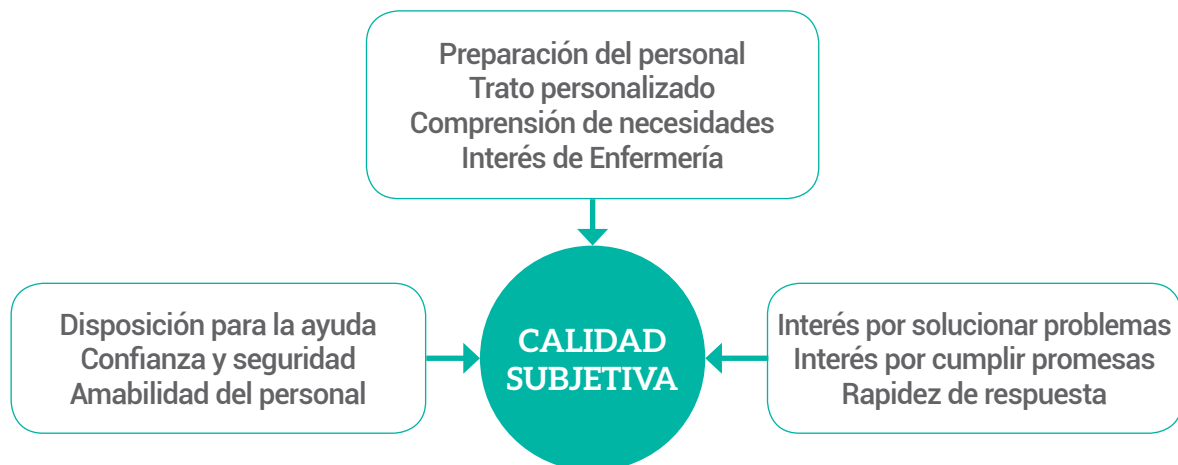 Preparación del personal
Trato personalizado
Comprensión de necesidades
Interés de Enfermería
Disposición para la ayuda
Confianza y seguridad
Amabilidad del personal
CALIDAD
SUBJETIVA
Interés por solucionar problemas
Interés por cumplir promesas
Rapidez de respuesta